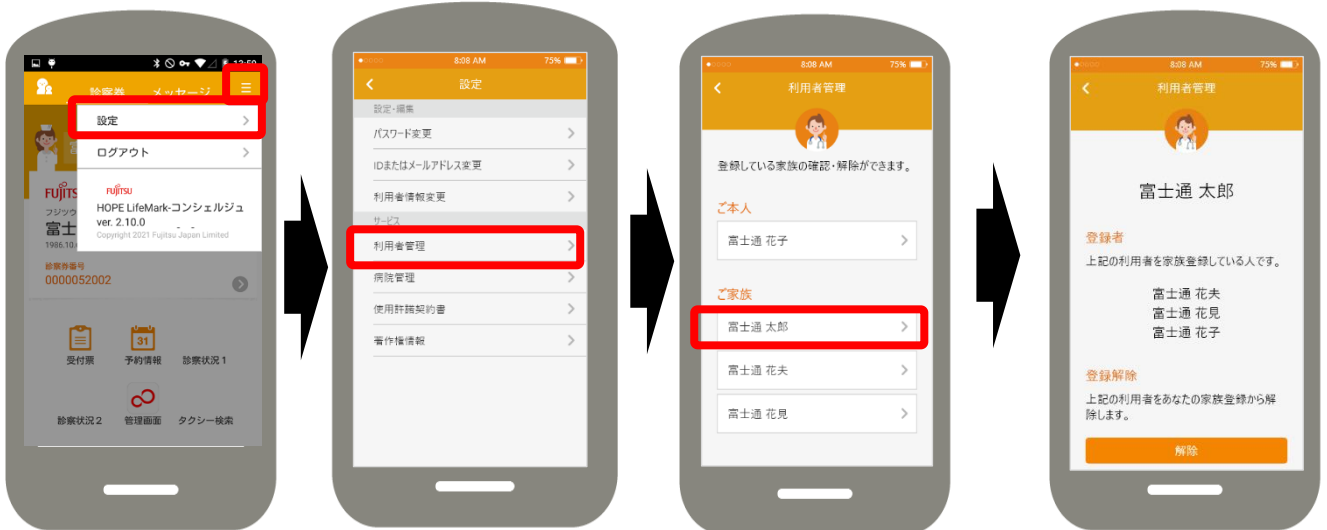 12:50
診察券 メッセージ
設定
ログアウト
FUJITSU
HOPE LifeMark-コンシェルジュ
ver. 2.10.0
Copyright 2021 Fujitsu Japan Limited
フジツウ
富士
1986.10.
診察券番号
0000052002
31
受付票 予約情報 診察状況1
診察状況2 管理画面 タクシー検索
8:08 AM 75%
設定
設定・編集
パスワード変更
IDまたはメールアドレス変更
利用者情報変更
サービス
利用者管理
病院管理
使用許諾契約書
著作権情報
8:08 AM 75%
利用者管理
登録している家族の確認・解除ができます。
ご本人
富士通 花子
ご家族
富士通 太郎
富士通 花夫
富士通 花見
8:08 AM 75%
利用者管理
富士通 太郎
登録者
上記の利用者を家族登録している人です。
富士通 花夫
富士通 花見
富士通 花子
登録解除
上記の利用者をあなたの家族登録から解
除します。
解除